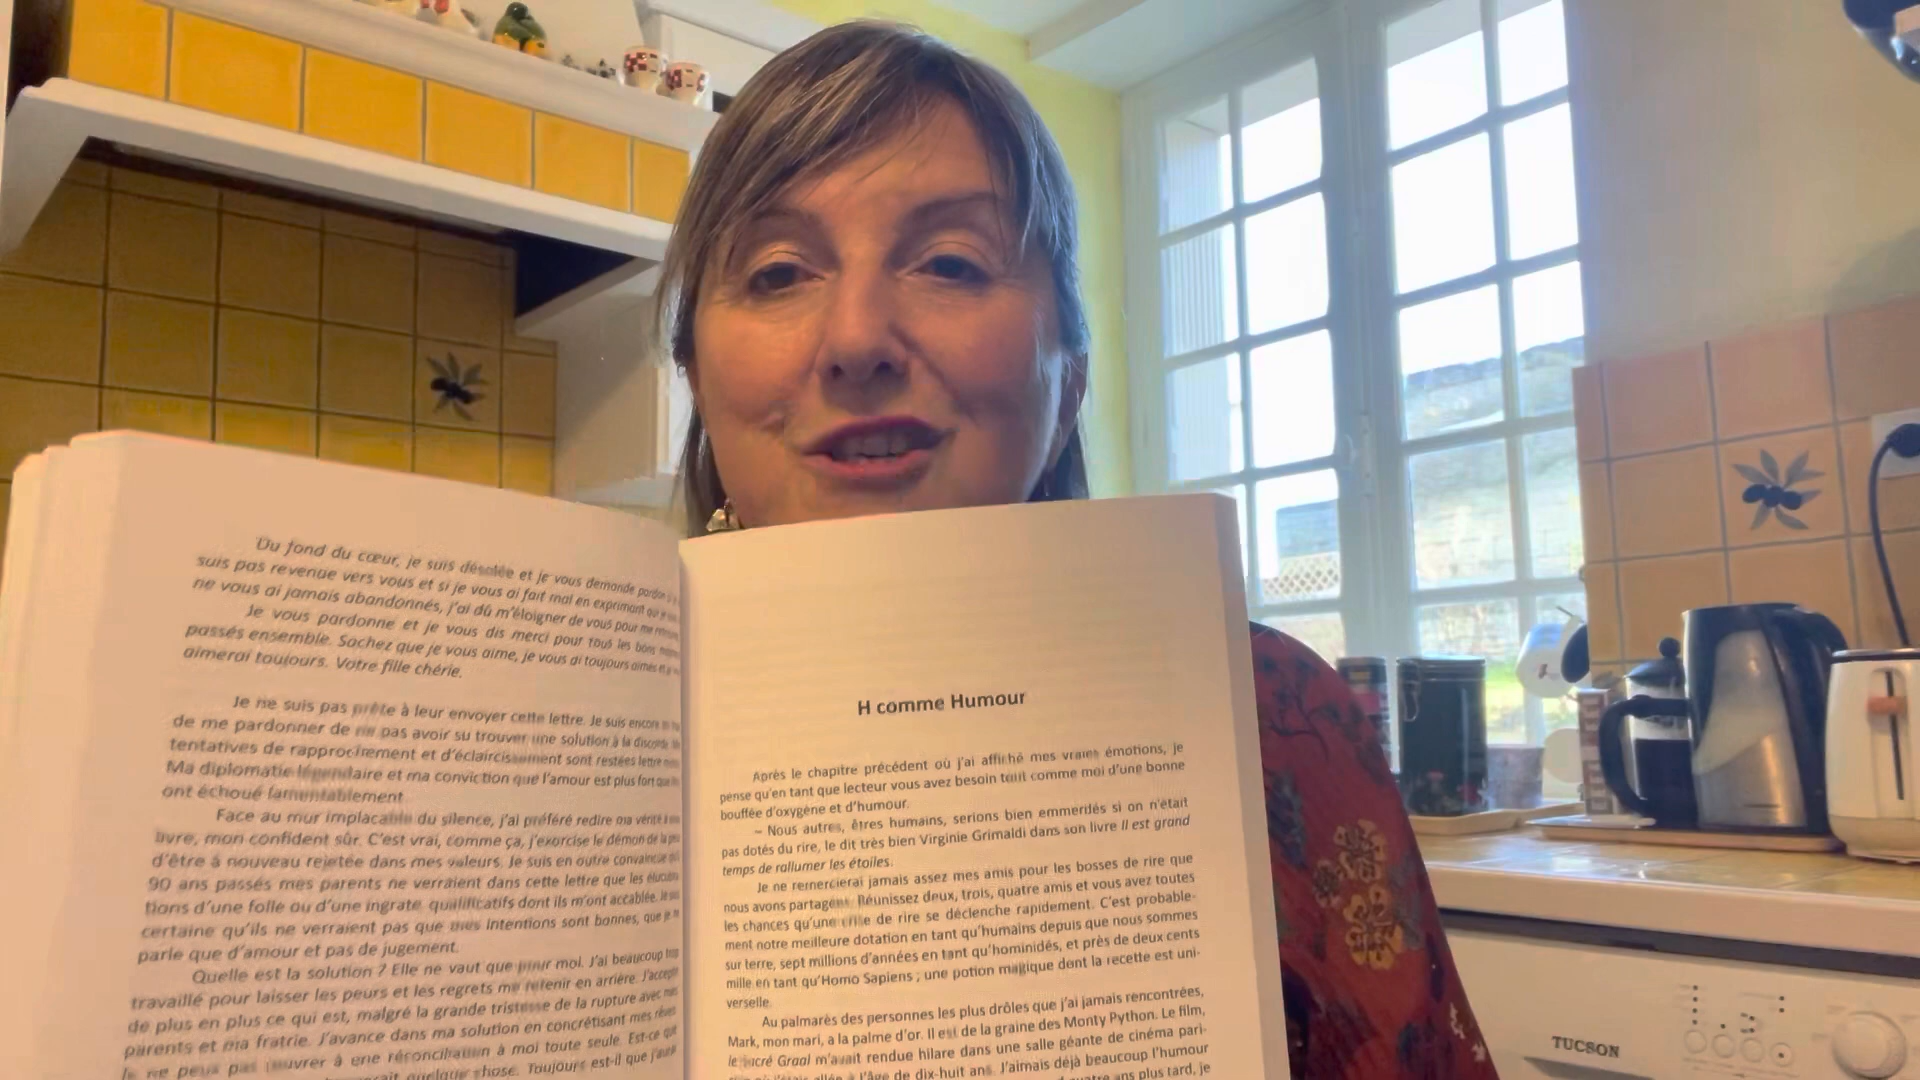 Du fond du cœur, je suis désolée et je vous demande pardon
suis pas revenue vers vous et si je vous ai fait mal en exprimant
ne vous ai jamais abandonnés, j'ai dû m'éloigner de vous pour me
Je vous pardonne et je vous dis merci pour tous les bons
passés ensemble. Sachez que je vous aime, je vous ai toujours aimés et
aimerai toujours. Votre fille chérie.
Je ne suis pas prête à leur envoyer cette lettre. Je suis encore
de me pardonner de ne pas avoir su trouver une solution à la discorde
tentatives de rapprochement et d'éclaircissement sont restées lettre
Ma diplomatie légendaire et ma conviction que l'amour est plus fort que
ont échoué lamentablement
Face au mur implacable du silence, j'ai préféré redire ma vérité
livre, mon confident sûr. C'est vrai, comme ça, j'exorcise le démon de la
d'être à nouveau rejetée dans mes valeurs. Je suis en outre convaincue
90 ans passés mes parents ne verraient dans cette lettre que les
tions d'une folle ou d'une ingrate, qualificatifs dont ils m'ont accablée. Je
certaine qu'ils ne verraient pas que mes intentions sont bonnes, que je
parle que d'amour et pas de jugement.
Quelle est la solution ? Elle ne vaut que pour moi. J'ai beaucoup
travaillé pour laisser les peurs et les regrets me retenir en arrière. J'accepte
de plus en plus ce qui est, malgré la grande tristesse de la rupture avec mes
parents et ma fratrie. J'avance dans ma solution en concrétisant mes rêves
Je ne peux pas œuvrer à une réconciliation à moi toute seule. Est-ce que
quelque chose. Toujours est-il que j'aurai
H comme Humour
Après le chapitre précédent où j'ai affiché mes vraies émotions, je
pense qu'en tant que lecteur vous avez besoin tout comme moi d'une bonne
bouffée d'oxygène et d'humour.
– Nous autres, êtres humains, serions bien emmerdés si on n'était
pas dotés du rire, le dit très bien Virginie Grimaldi dans son livre Il est grand
temps de rallumer les étoiles.
Je ne remercierai jamais assez mes amis pour les bosses de rire que
nous avons partagées. Réunissez deux, trois, quatre amis et vous avez toutes
les chances qu'une crise de rire se déclenche rapidement. C'est probable-
ment notre meilleure dotation en tant qu'humains depuis que nous sommes
sur terre, sept millions d'années en tant qu'hominidés, et près de deux cents
mille en tant qu'Homo Sapiens ; une potion magique dont la recette est uni-
verselle.
Au palmarès des personnes les plus drôles que j'ai jamais rencontrées,
Mark, mon mari, a la palme d'or. Il est de la graine des Monty Python. Le film,
le sacré Graal m'avait rendue hilare dans une salle géante de cinéma pari-
allée à l'âge de dix-huit ans. J'aimais déjà beaucoup l'humour
quatre ans plus tard, je
TUCSON